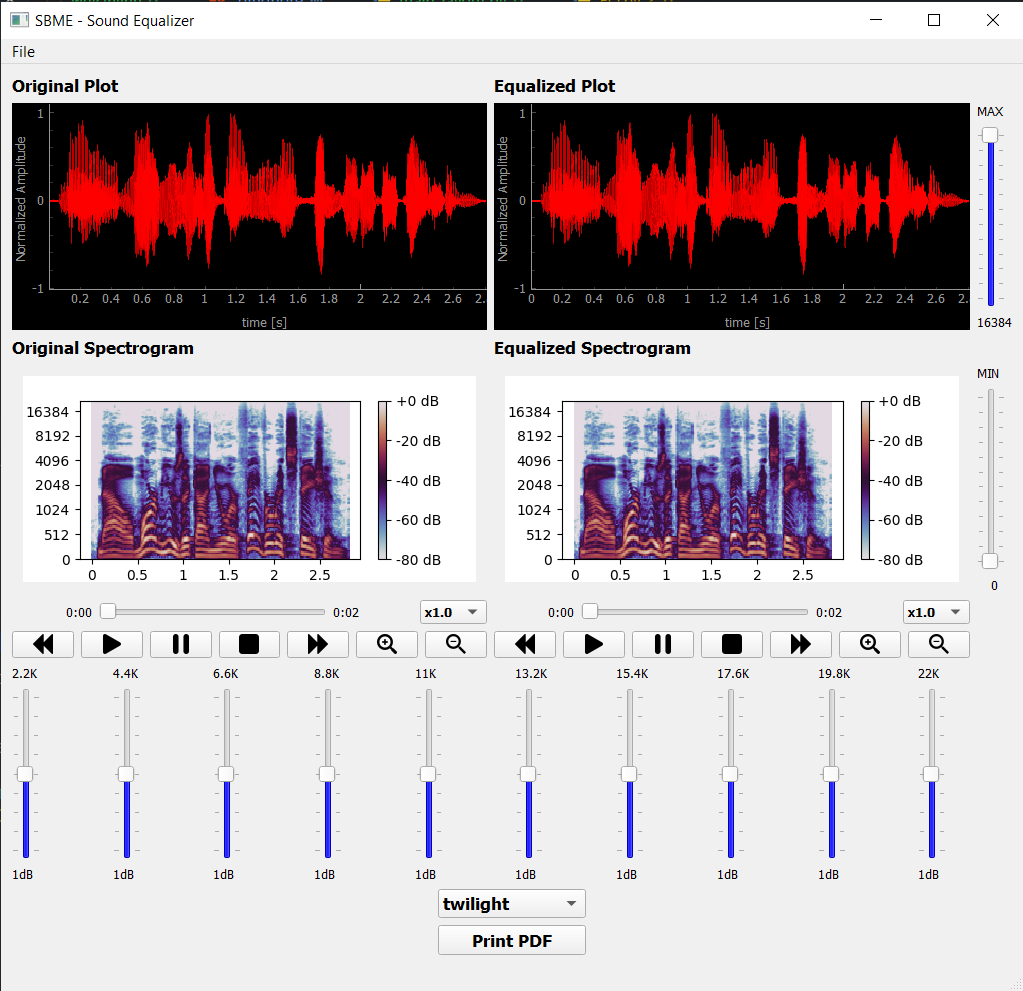 SBME - Sound Equalizer
File
Original Plot
Equalized Plot
MAX
1
0
-1
Normalized Amplitude
0.2 0.4 0.6 0.8 1 1.2 1.4 1.6 1.8 2 2.2 2.4 2.6 2.
time [s]
1
0
-1
Normalized Amplitude
0 0.2 0.4 0.6 0.8 1 1.2 1.4 1.6 1.8 2 2.2 2.4 2.6 2.
time [s]
16384
Original Spectrogram
Equalized Spectrogram
MIN
16384
8192
4096
2048
1024
512
0
0 0.5 1 1.5 2 2.5
+0 dB
-20 dB
-40 dB
-60 dB
-80 dB
16384
8192
4096
2048
1024
512
0
0 0.5 1 1.5 2 2.5
+0 dB
-20 dB
-40 dB
-60 dB
-80 dB
0
0:00 0:02 x1.0
0:00 0:02 x1.0
2.2K 4.4K 6.6K 8.8K 11K 13.2K 15.4K 17.6K 19.8K 22K
1dB 1dB 1dB 1dB 1dB 1dB 1dB 1dB 1dB 1dB
twilight
Print PDF